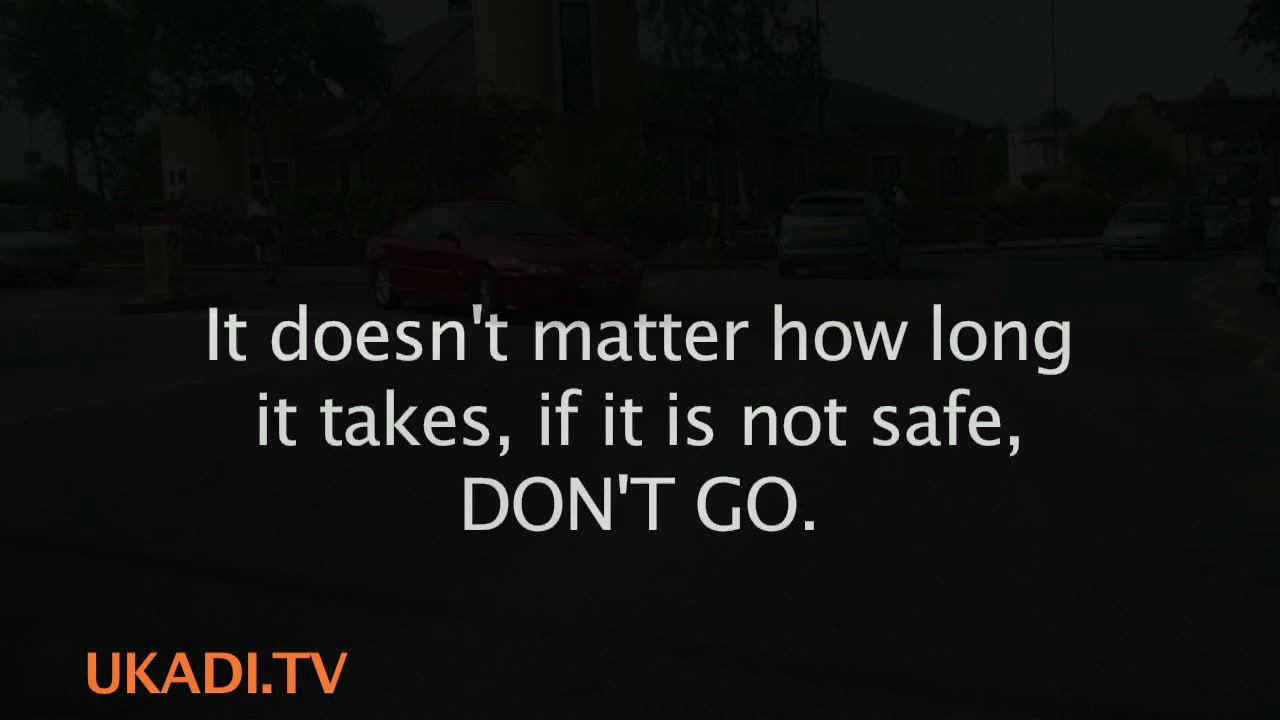 It doesn't matter how long
it takes, if it is not safe,
DON'T GO.
UKADI.TV